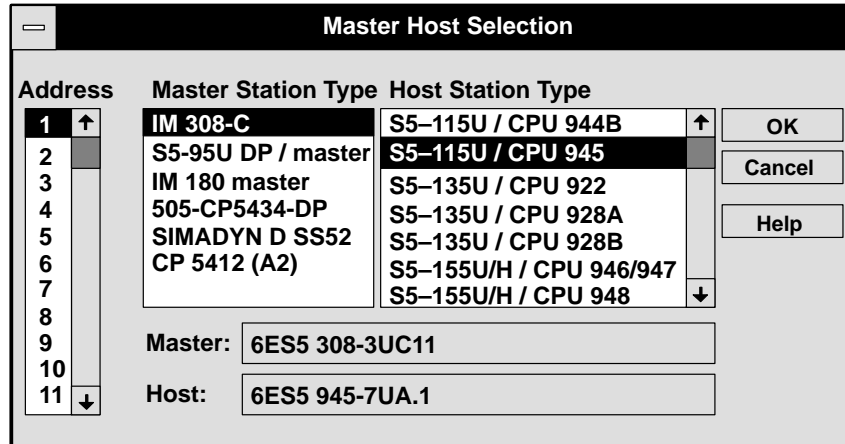 Master Host Selection
Address
Master Station Type
Host Station Type
1
2
3
4
5
6
7
8
9
10
11
IM 308-C
S5-95U DP / master
IM 180 master
505-CP5434-DP
SIMADYN D SS52
CP 5412 (A2)
S5–115U / CPU 944B
S5–115U / CPU 945
S5–135U / CPU 922
S5–135U / CPU 928A
S5–135U / CPU 928B
S5–155U/H / CPU 946/947
S5–155U/H / CPU 948
OK
Cancel
Help
Master: 6ES5 308-3UC11
Host: 6ES5 945-7UA.1